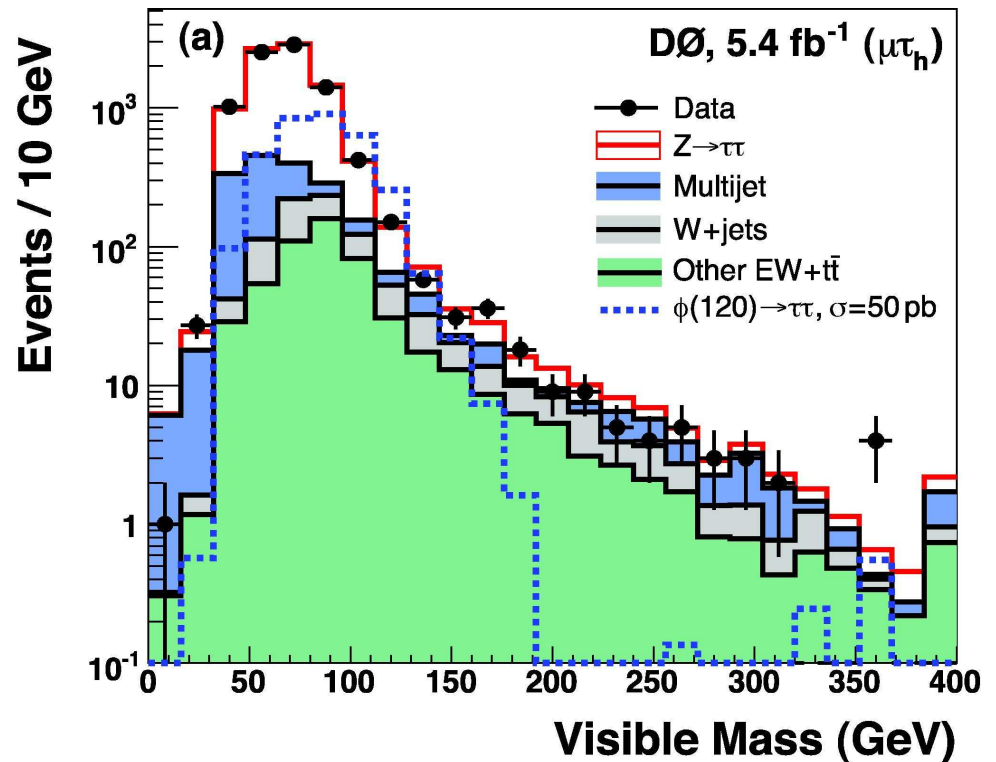 (a)
DØ, 5.4 fb⁻¹ (μτₕ)
Data
Z→ττ
Multijet
W+jets
Other EW+tt̄
ϕ(120)→ττ, σ=50 pb
Events / 10 GeV
10³
10²
10
1
10⁻¹
0 50 100 150 200 250 300 350 400
Visible Mass (GeV)